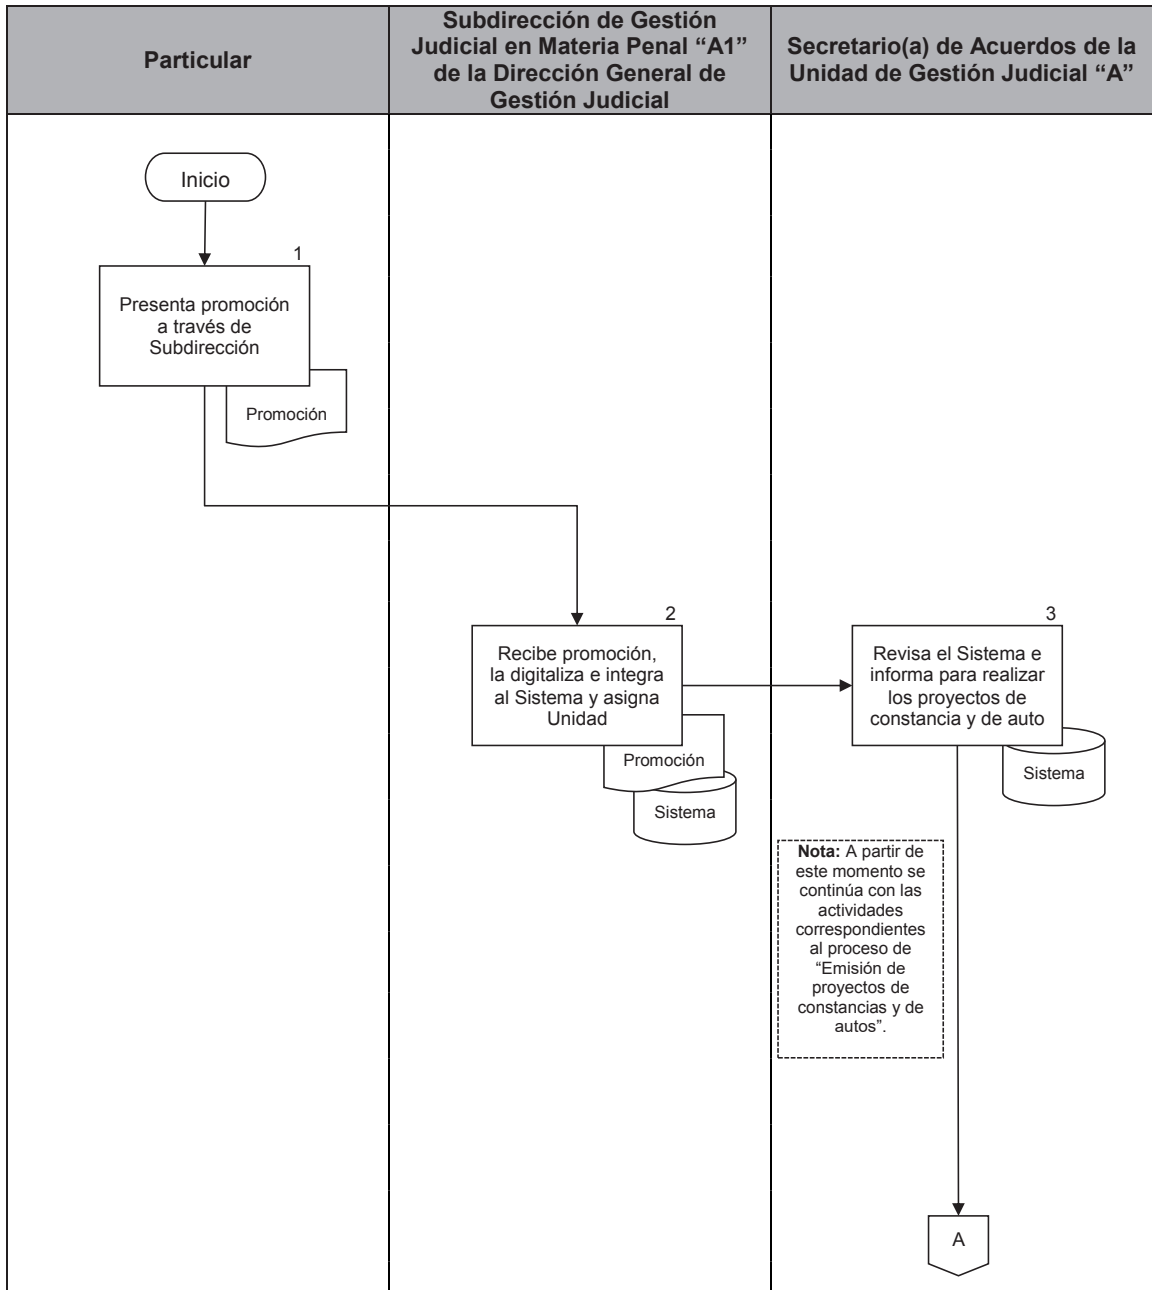 Particular
Subdirección de Gestión
Judicial en Materia Penal “A1”
de la Dirección General de
Gestión Judicial
Secretario(a) de Acuerdos de la
Unidad de Gestión Judicial “A”
Inicio
1
Presenta promoción
a través de
Subdirección
Promoción
2
Recibe promoción,
la digitaliza e integra
al Sistema y asigna
Unidad
Promoción
Sistema
3
Revisa el Sistema e
informa para realizar
los proyectos de
constancia y de auto
Sistema
Nota: A partir de
este momento se
continúa con las
actividades
correspondientes
al proceso de
“Emisión de
proyectos de
constancias y de
autos”.
A